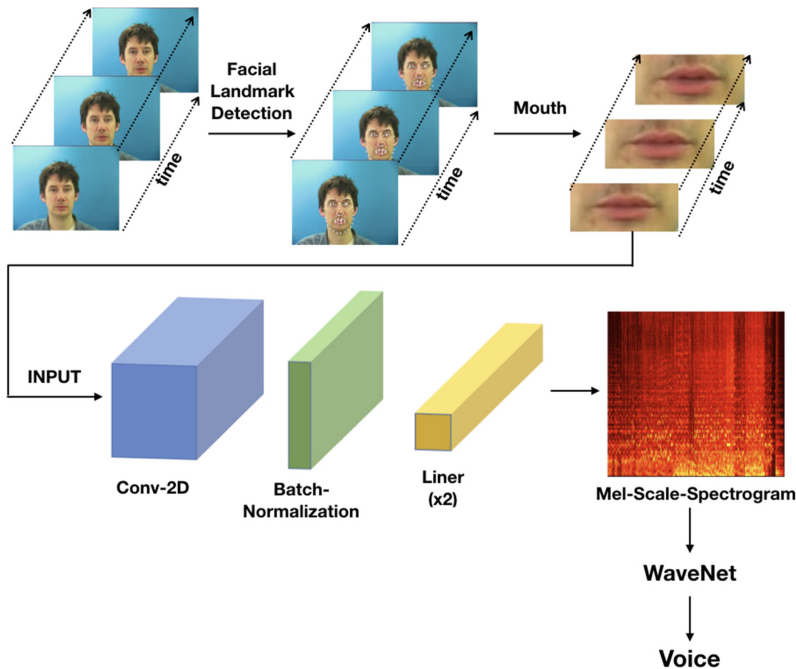 Facial
Landmark
Detection
time
Mouth
time
time
INPUT
Conv-2D
Batch-
Normalization
Liner
(x2)
Mel-Scale-Spectrogram
WaveNet
Voice